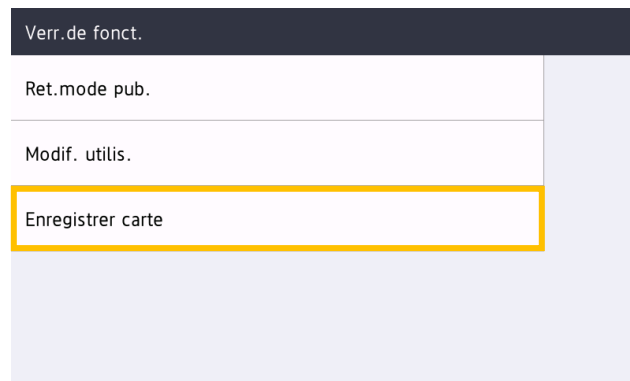 Verr.de fonct.
Ret.mode pub.
Modif. utilis.
Enregistrer carte